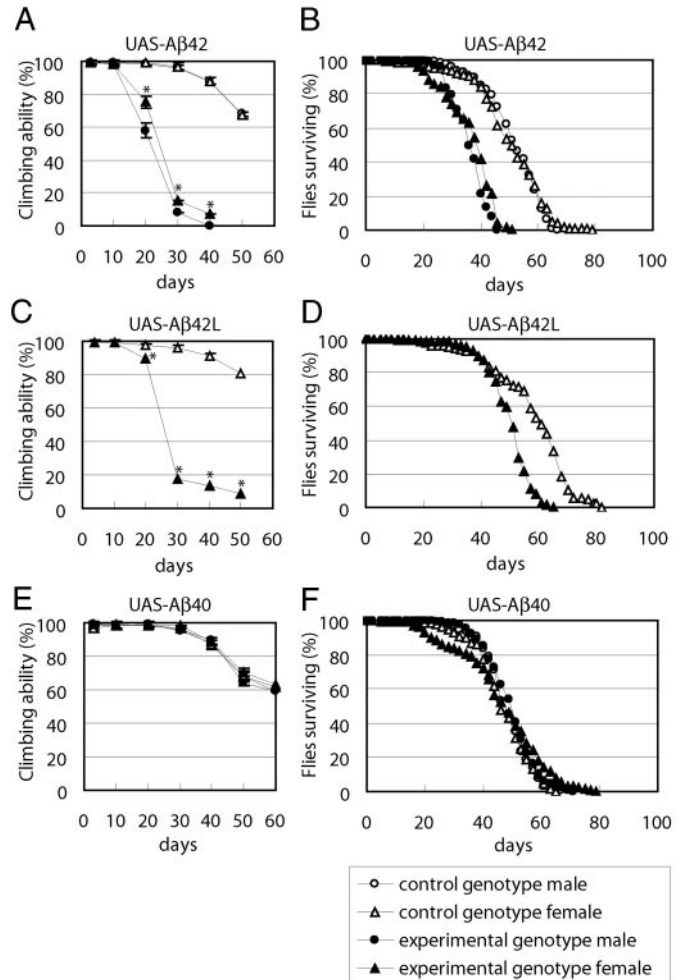 A
UAS-Aβ42
Climbing ability (%)
100
80
60
40
20
0
* * *
0 10 20 30 40 50 60
days
B
UAS-Aβ42
Flies surviving (%)
100
80
60
40
20
0
0 20 40 60 80 100
days
C
UAS-Aβ42L
Climbing ability (%)
100
80
60
40
20
0
* * * *
0 10 20 30 40 50 60
days
D
UAS-Aβ42L
Flies surviving (%)
100
80
60
40
20
0
0 20 40 60 80 100
days
E
UAS-Aβ40
Climbing ability (%)
100
80
60
40
20
0
0 10 20 30 40 50 60
days
F
UAS-Aβ40
Flies surviving (%)
100
80
60
40
20
0
0 20 40 60 80 100
days
control genotype male
control genotype female
experimental genotype male
experimental genotype female